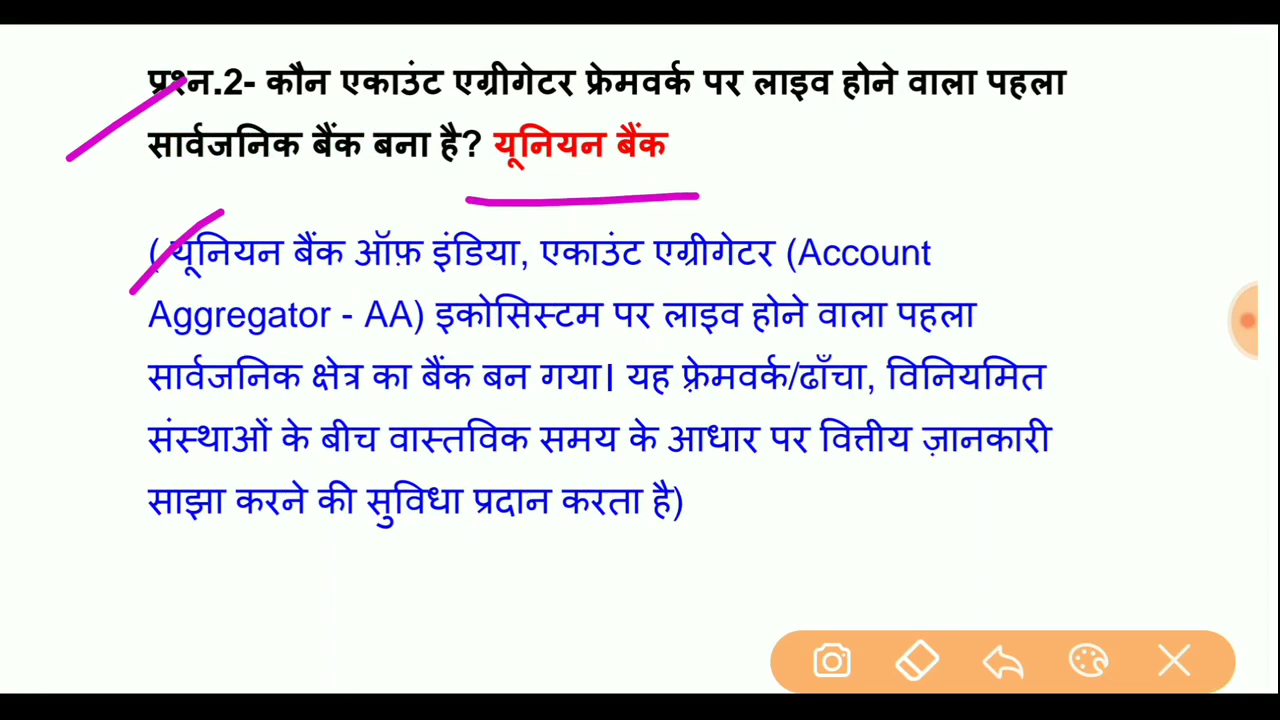 प्रश्न.2- कौन एकाउंट एग्रीगेटर फ्रेमवर्क पर लाइव होने वाला पहला
सार्वजनिक बैंक बना है? यूनियन बैंक
( यूनियन बैंक ऑफ़ इंडिया, एकाउंट एग्रीगेटर (Account
Aggregator - AA) इकोसिस्टम पर लाइव होने वाला पहला
सार्वजनिक क्षेत्र का बैंक बन गया। यह फ़्रेमवर्क/ढाँचा, विनियमित
संस्थाओं के बीच वास्तविक समय के आधार पर वित्तीय ज़ानकारी
साझा करने की सुविधा प्रदान करता है)